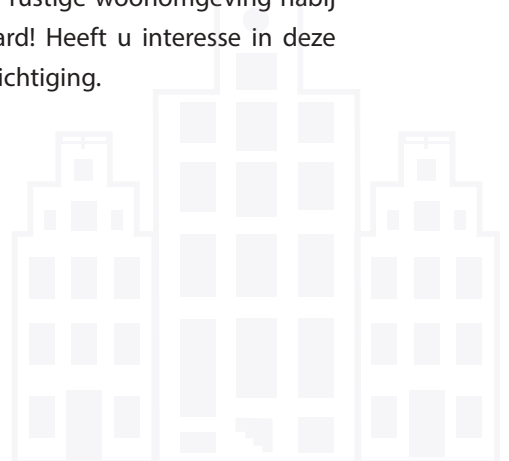 rustige woonomgeving nabij
ard! Heeft u interesse in deze
ichtiging.